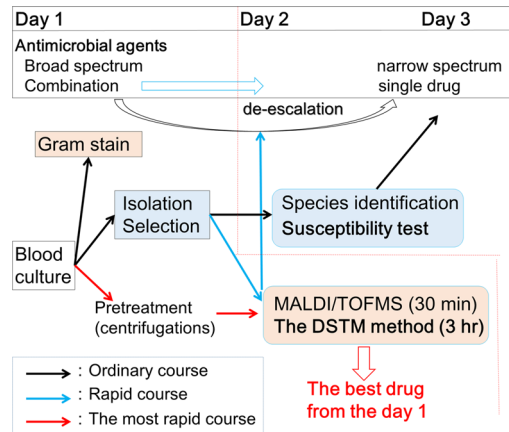 Day 1 Day 2 Day 3
Antimicrobial agents
Broad spectrum
Combination
narrow spectrum
single drug
de-escalation
Gram stain
Isolation
Selection
Species identification
Susceptibility test
Blood
culture
Pretreatment
(centrifugations)
MALDI/TOFMS (30 min)
The DSTM method (3 hr)
The best drug
from the day 1
: Ordinary course
: Rapid course
: The most rapid course